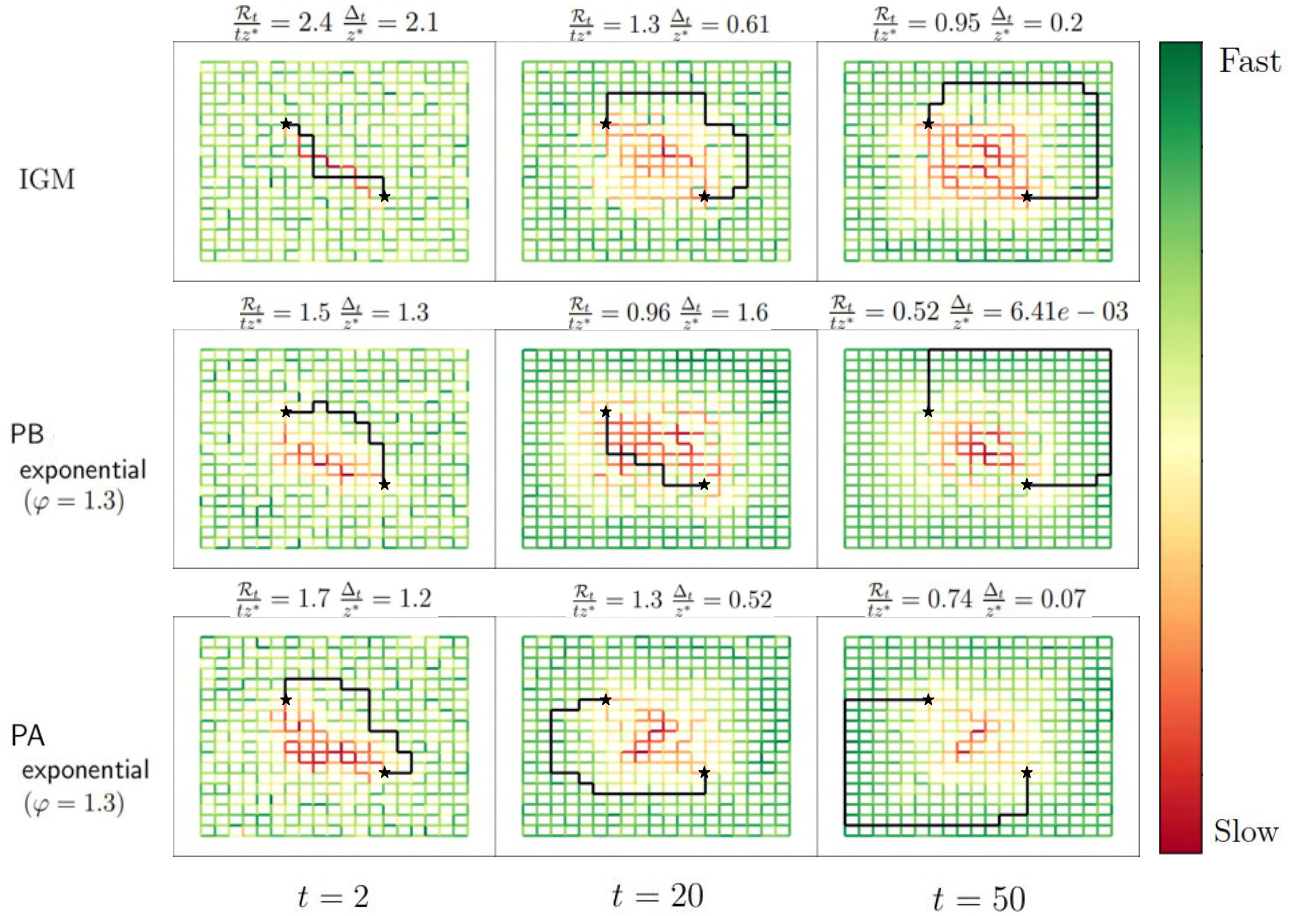 R_t/tz* = 2.4 Δ_t/z* = 2.1
R_t/tz* = 1.3 Δ_t/z* = 0.61
R_t/tz* = 0.95 Δ_t/z* = 0.2
Fast
IGM
R_t/tz* = 1.5 Δ_t/z* = 1.3
R_t/tz* = 0.96 Δ_t/z* = 1.6
R_t/tz* = 0.52 Δ_t/z* = 6.41e − 03
PB
exponential
(φ = 1.3)
R_t/tz* = 1.7 Δ_t/z* = 1.2
R_t/tz* = 1.3 Δ_t/z* = 0.52
R_t/tz* = 0.74 Δ_t/z* = 0.07
PA
exponential
(φ = 1.3)
Slow
t = 2
t = 20
t = 50